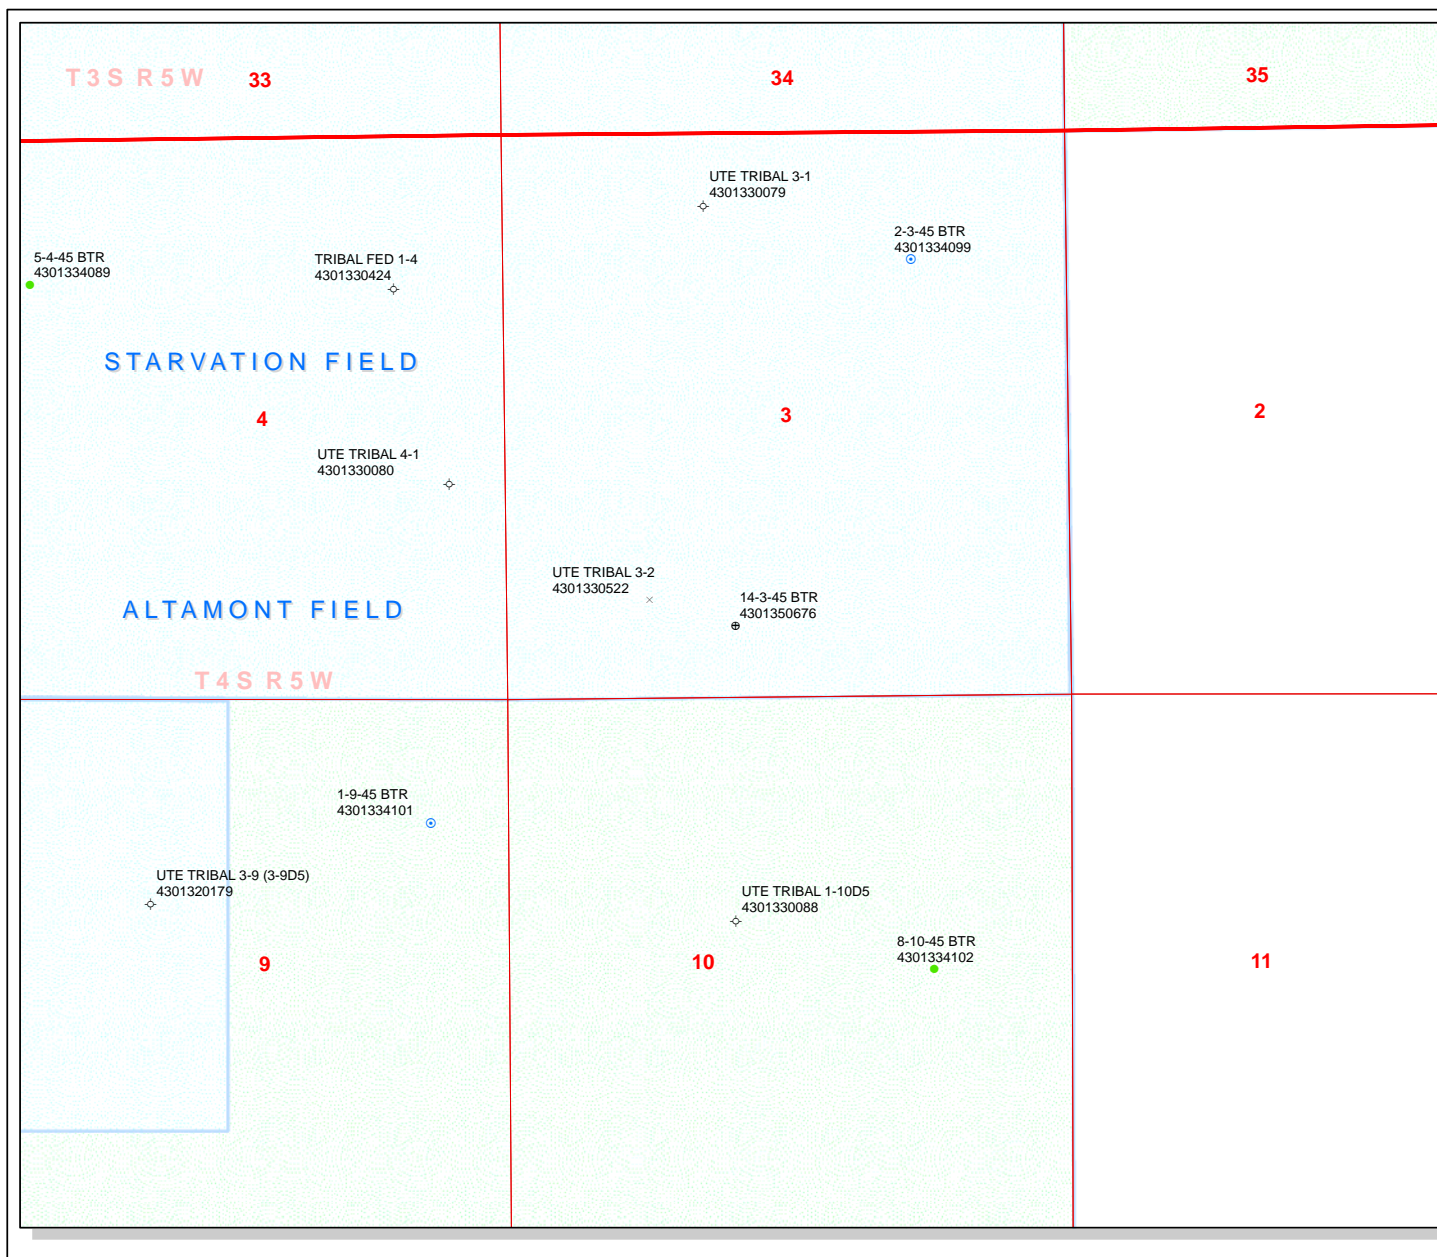 T3S R5W
33
34
35
UTE TRIBAL 3-1
4301330079
2-3-45 BTR
4301334099
5-4-45 BTR
4301334089
TRIBAL FED 1-4
4301330424
STARVATION FIELD
4
3
2
UTE TRIBAL 4-1
4301330080
UTE TRIBAL 3-2
4301330522
14-3-45 BTR
4301350676
ALTAMONT FIELD
T4S R5W
1-9-45 BTR
4301334101
UTE TRIBAL 3-9 (3-9D5)
4301320179
UTE TRIBAL 1-10D5
4301330088
8-10-45 BTR
4301334102
9
10
11